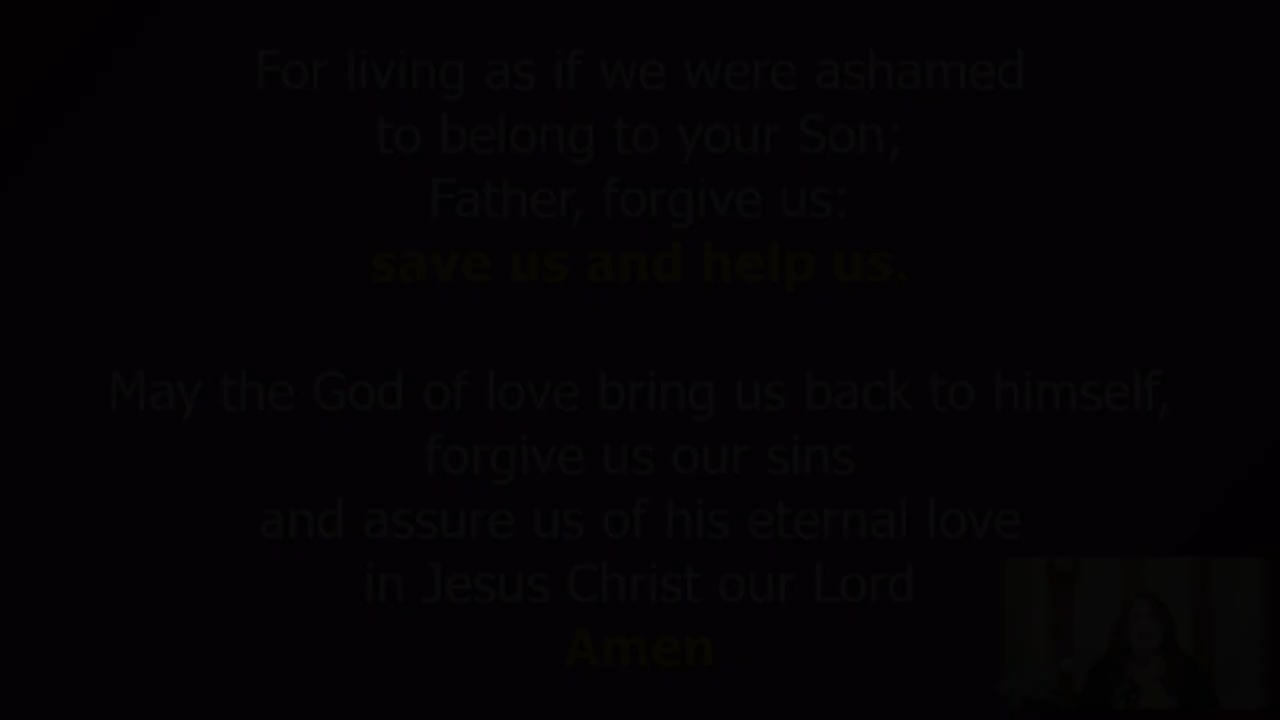 For living as if we were ashamed
to belong to your Son;
Father, forgive us:
save us and help us.
May the God of love bring us back to himself,
forgive us our sins
and assure us of his eternal love
in Jesus Christ our Lord
Amen